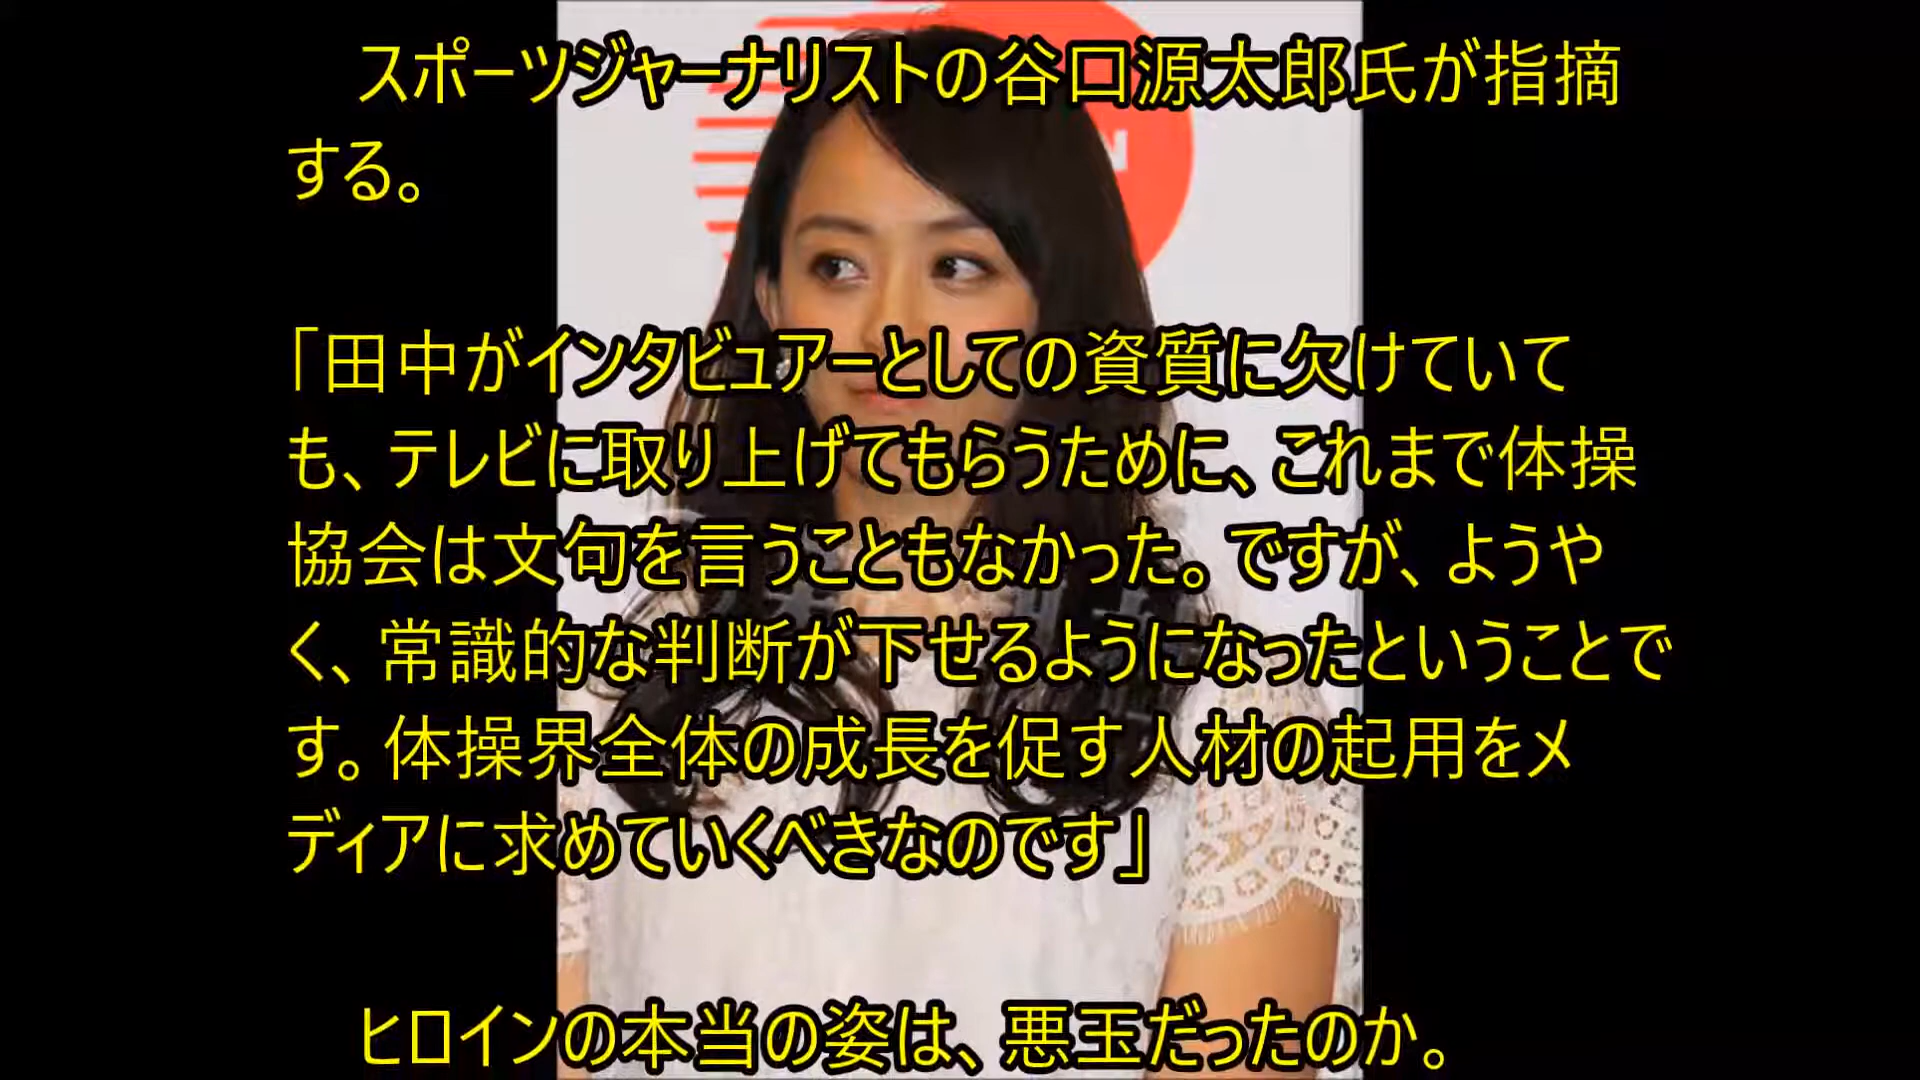 スポーツジャーナリストの谷口源太郎氏が指摘
する。
「田中がインタビュアーとしての資質に欠けていて
も、テレビに取り上げてもらうために、これまで体操
協会は文句を言うこともなかった。ですが、ようや
く、常識的な判断が下せるようになったということで
す。体操界全体の成長を促す人材の起用をメ
ディアに求めていくべきなのです」
ヒロインの本当の姿は、悪玉だったのか。